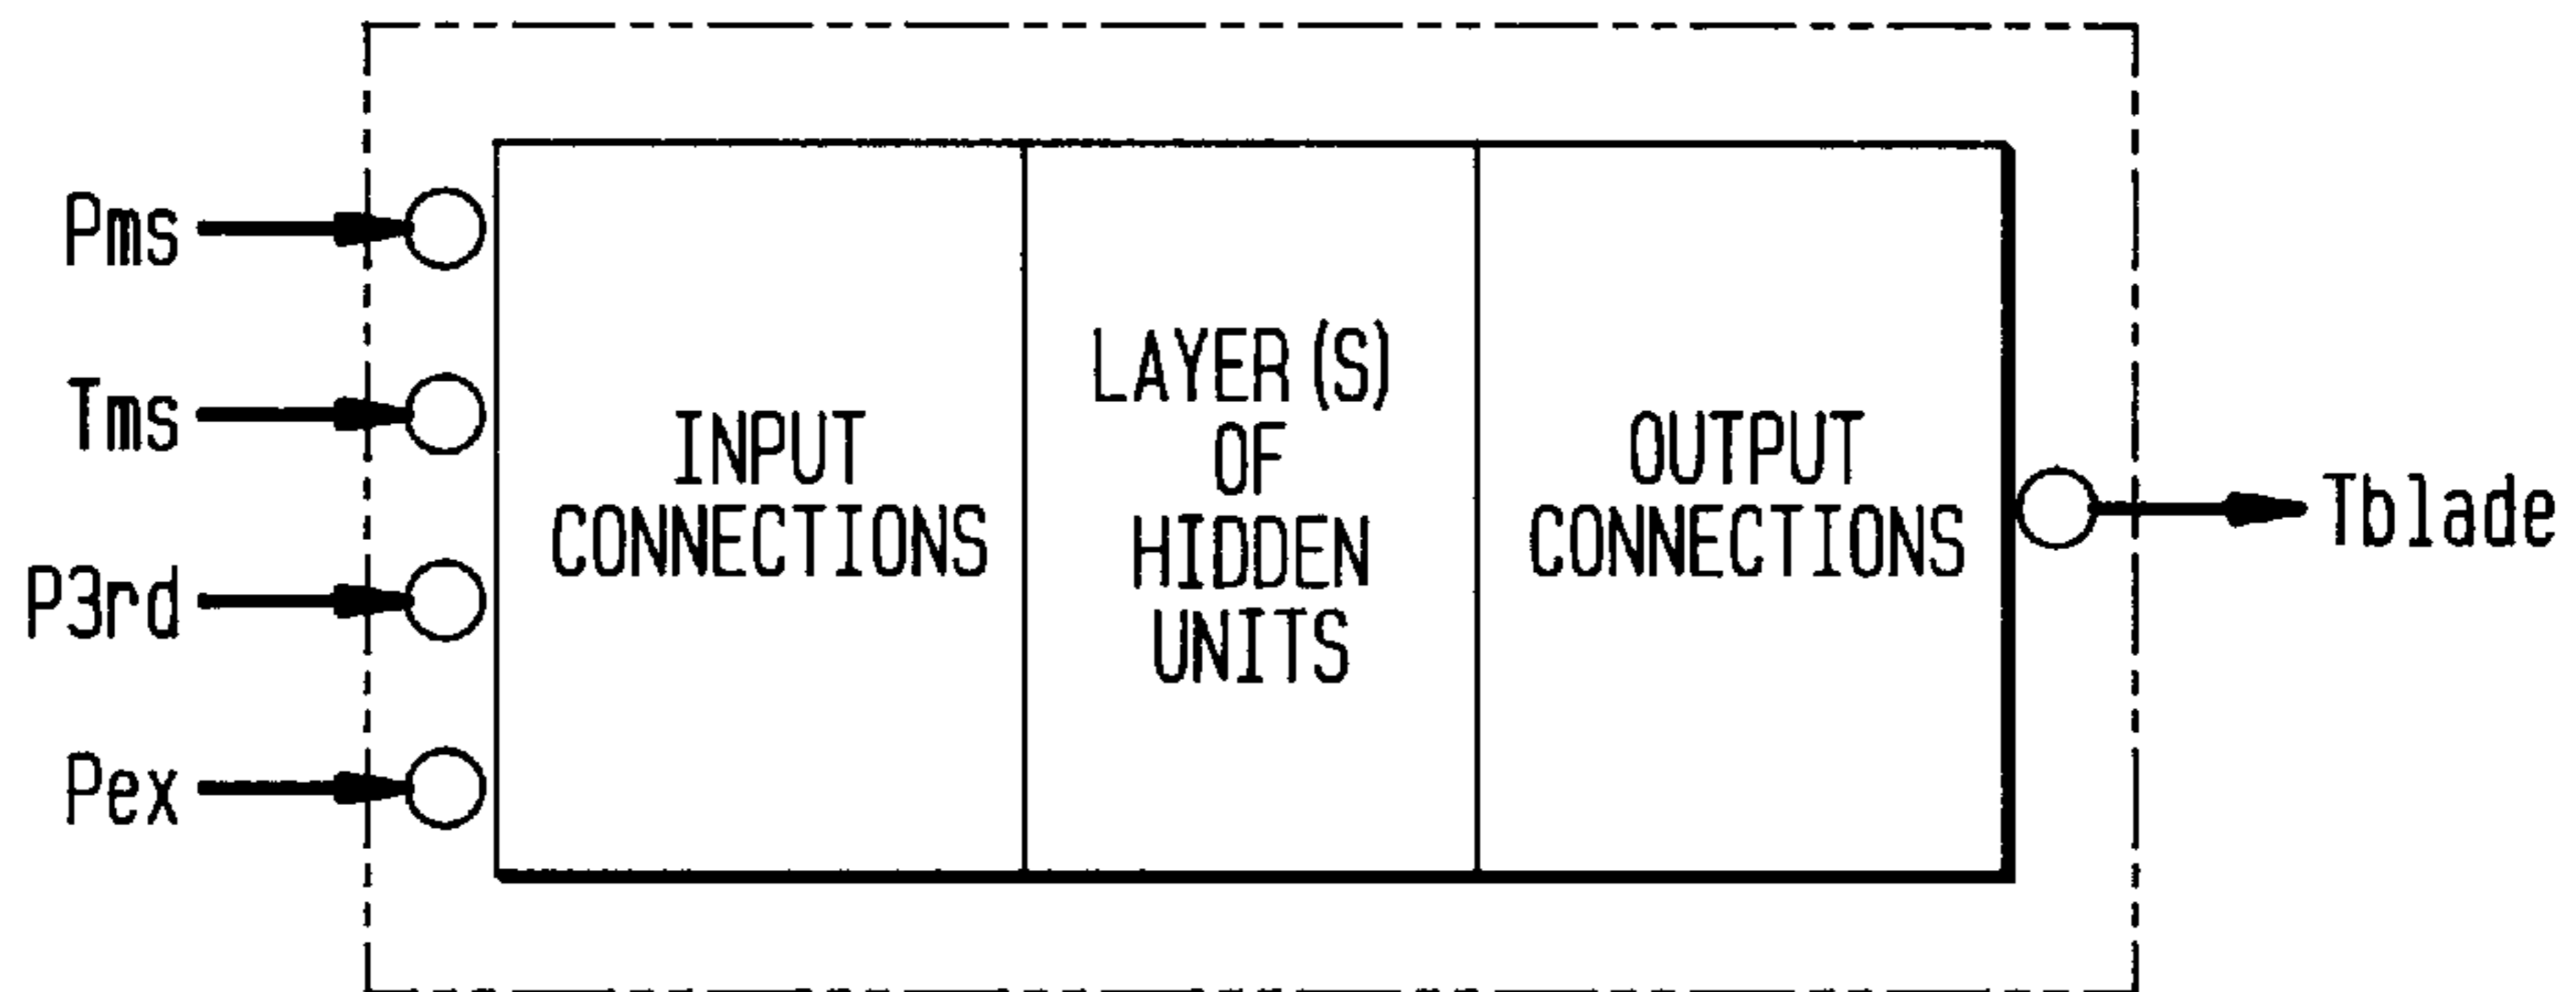 Pms
Tms
P3rd
Pex
INPUT
CONNECTIONS
LAYER(S)
OF
HIDDEN
UNITS
OUTPUT
CONNECTIONS
Tblade